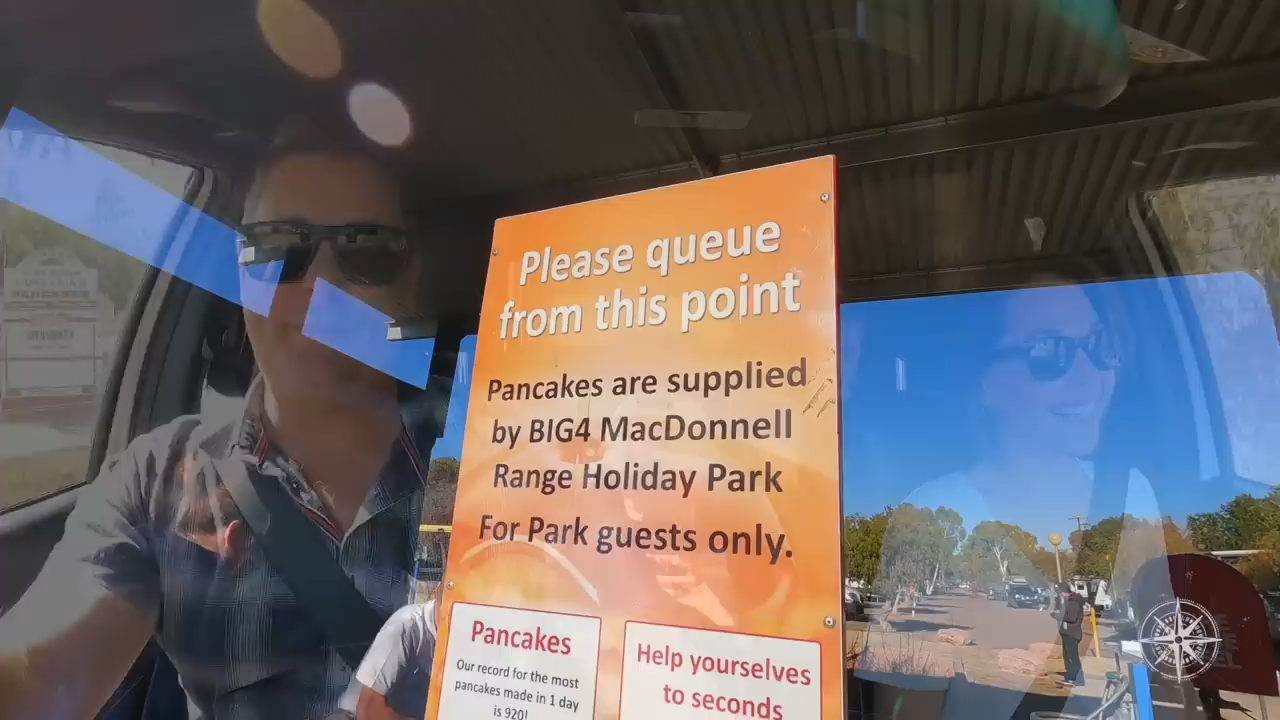 Please queue
from this point
Pancakes are supplied
by BIG4 MacDonnell
Range Holiday Park
For Park guests only.
Pancakes
Our record for the most
pancakes made in 1 day
is 920!
Help yourselves
to seconds